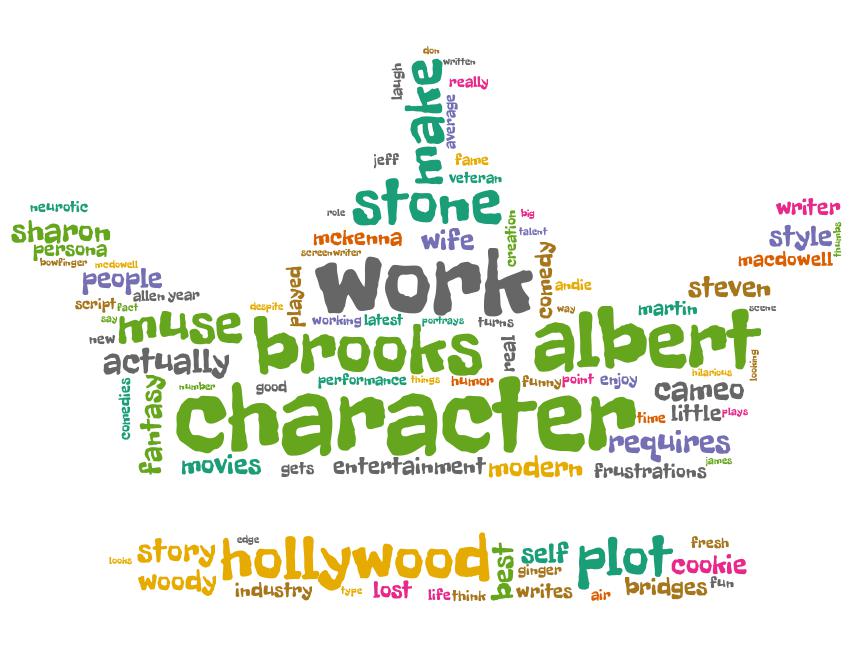 don
written
laugh
make
really
average
jeff
fame
veteran
neurotic
role
stone
creation
big
writer
sharon
persona
mckenna
wife
talent
style
thumbs
bowfinger
mcdowell
screenwriter
work
comedy
macdowell
people
played
andie
steven
script
fact
allen
year
despite
way
martin
scene
say
muse
working
latest
portrays
turns
albert
new
brooks
real
looking
actually
performance
things
humor
funny
point
enjoy
hilarious
comedies
fantasy
number
good
character
cameo
time
little
plays
requires
movies
gets
entertainment
modern
frustrations
james
looks
story
edge
hollywood
best
self
plot
fresh
cookie
woody
ginger
industry
type
lost
life
think
writes
air
bridges
fun